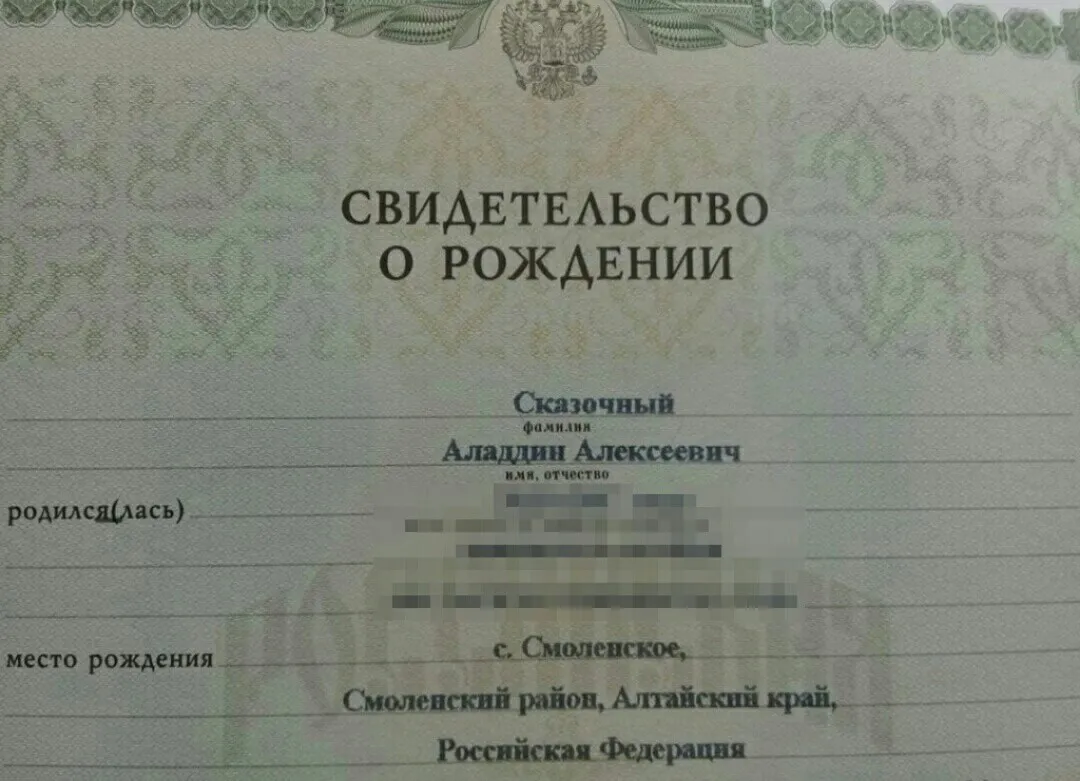 СВИДЕТЕЛЬСТВО
О РОЖДЕНИИ
Сказочный
фамилия
Аладдин Алексеевич
имя, отчество
родился(лась)
место рождения с. Смоленское,
Смоленский район, Алтайский край,
Российская Федерация